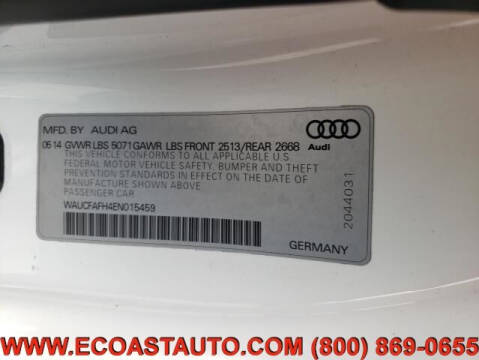 MFD. BY AUDI AG
0514 GVWR LBS 5071 GAWR LBS FRONT 2513/REAR 2668
THIS VEHICLE CONFORMS TO ALL APPLICABLE U.S.
FEDERAL MOTOR VEHICLE SAFETY, BUMPER AND THEFT
PREVENTION STANDARDS IN EFFECT ON THE DATE OF
MANUFACTURE SHOWN ABOVE.
PASSENGER CAR
WAUCFAFH4EN015459
Audi
2044031
GERMANY
WWW.ECOASTAUTO.COM (800) 869-0655